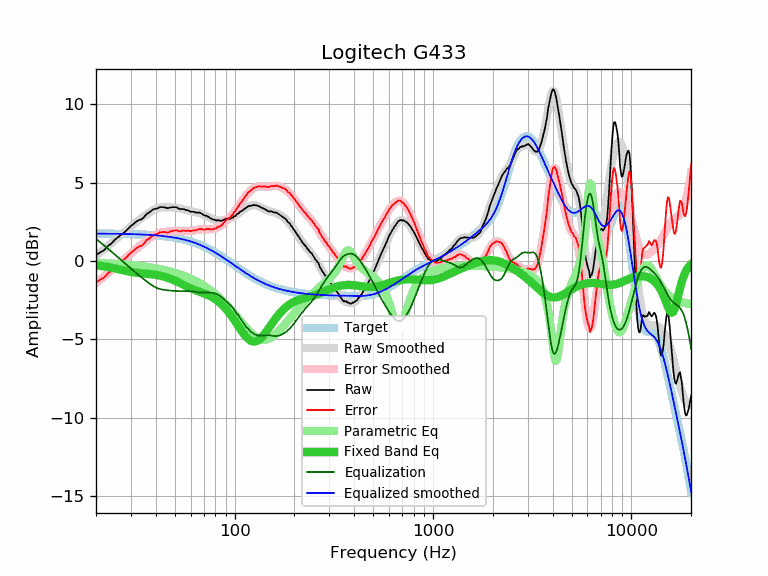 Logitech G433
Amplitude (dBr)
10
5
0
−5
−10
−15
Target
Raw Smoothed
Error Smoothed
Raw
Error
Parametric Eq
Fixed Band Eq
Equalization
Equalized smoothed
100
1000
10000
Frequency (Hz)